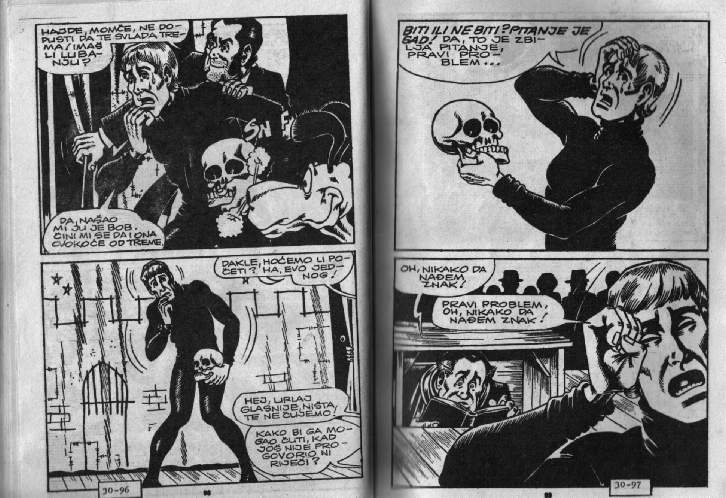 HAJDE, MOMČE, NE DO-
PUSTI DA TE SVLADA TRE-
MA! IMAŠ
LI LUBA-
NJU?
DA, NAŠAO
MI JU JE BOB.
ČINI MI SE DA I ONA
CVOKOĆE OD TREME.
DAKLE, HOĆEMO LI PO-
ČETI? HA, EVO JED-
NOG!
HEJ, URLAJ
GLASNIJE, NIŠTA
TE NE ČUJEMO!
KAKO BI GA MO-
GAO ČUTI, KAD
JOŠ NIJE PRO-
GOVORIO NI
RIJEČI?
30-96
98
BITI ILI NE BITI? PITANJE JE
SAD! DA, TO JE ZBI-
LJA PITANJE,
PRAVI PRO-
BLEM...
OH, NIKAKO DA
NAĐEM
ZNAK!
PRAVI PROBLEM,
OH, NIKAKO DA
NAĐEM ZNAK!
30-97
99